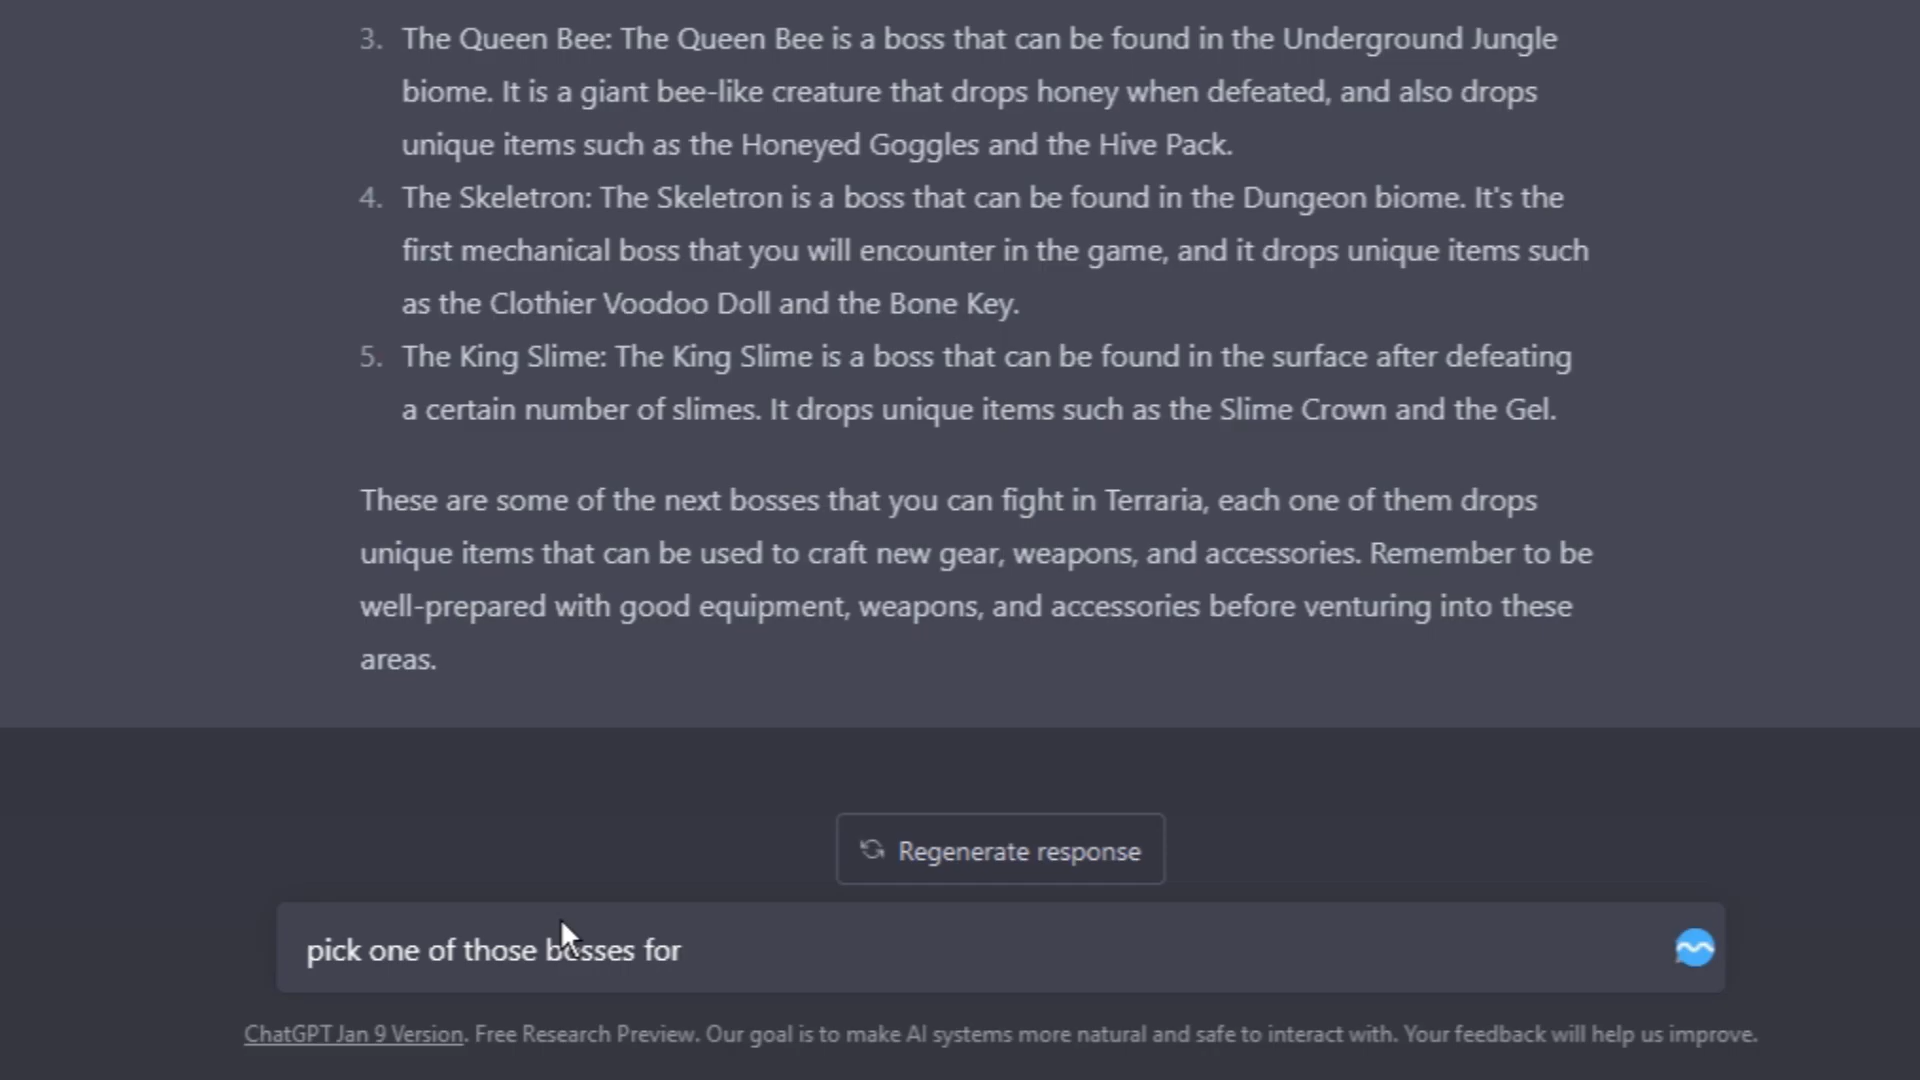 3. The Queen Bee: The Queen Bee is a boss that can be found in the Underground Jungle
biome. It is a giant bee-like creature that drops honey when defeated, and also drops
unique items such as the Honeyed Goggles and the Hive Pack.
4. The Skeletron: The Skeletron is a boss that can be found in the Dungeon biome. It's the
first mechanical boss that you will encounter in the game, and it drops unique items such
as the Clothier Voodoo Doll and the Bone Key.
5. The King Slime: The King Slime is a boss that can be found in the surface after defeating
a certain number of slimes. It drops unique items such as the Slime Crown and the Gel.
These are some of the next bosses that you can fight in Terraria, each one of them drops
unique items that can be used to craft new gear, weapons, and accessories. Remember to be
well-prepared with good equipment, weapons, and accessories before venturing into these
areas.
Regenerate response
pick one of those bosses for
ChatGPT Jan 9 Version. Free Research Preview. Our goal is to make AI systems more natural and safe to interact with. Your feedback will help us improve.